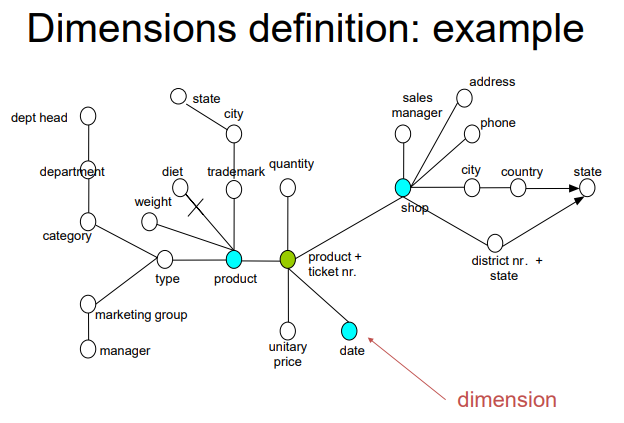 Dimensions definition: example
state
city
dept head
department
diet
trademark
quantity
weight
category
type
product
product +
ticket nr.
marketing group
manager
unitary
price
date
sales
manager
address
phone
city
country
state
shop
district nr. +
state
dimension